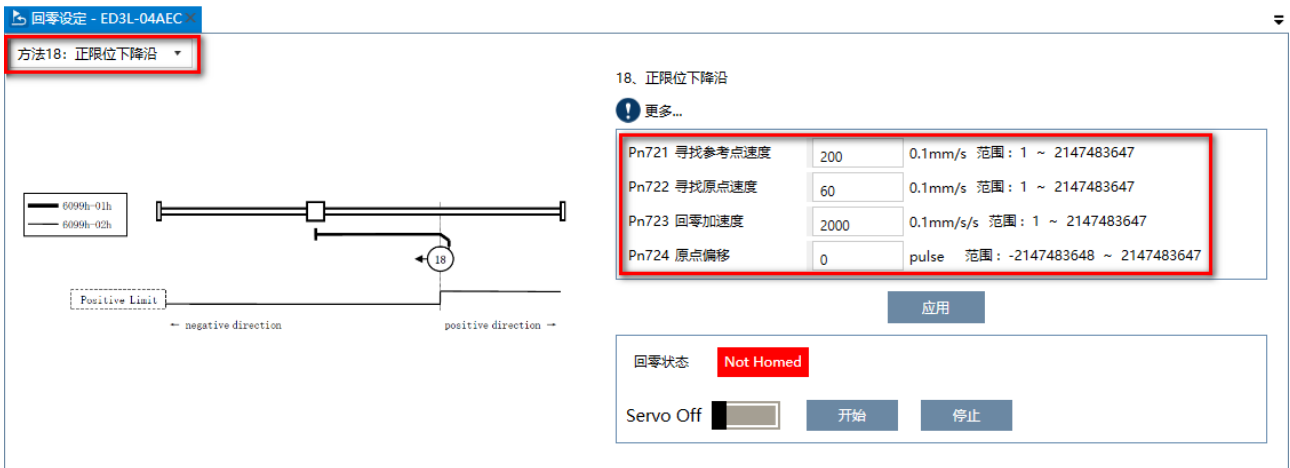 回零设定 - ED3L-04AEC ×
方法18：正限位下降沿
18、正限位下降沿
更多...
Pn721 寻找参考点速度 200 0.1mm/s 范围：1 ~ 2147483647
Pn722 寻找原点速度 60 0.1mm/s 范围：1 ~ 2147483647
Pn723 回零加速度 2000 0.1mm/s/s 范围：1 ~ 2147483647
Pn724 原点偏移 0 pulse 范围：-2147483648 ~ 2147483647
6099h-01h
6099h-02h
18
Positive Limit
← negative direction positive direction →
应用
回零状态 Not Homed
Servo Off 开始 停止